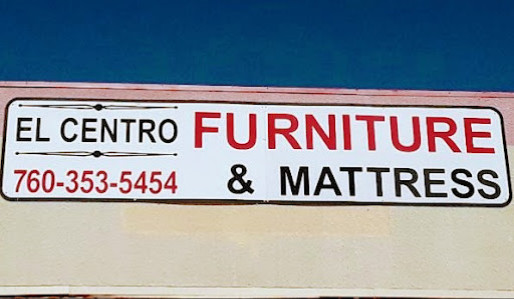 EL CENTRO FURNITURE
760-353-5454 & MATTRESS